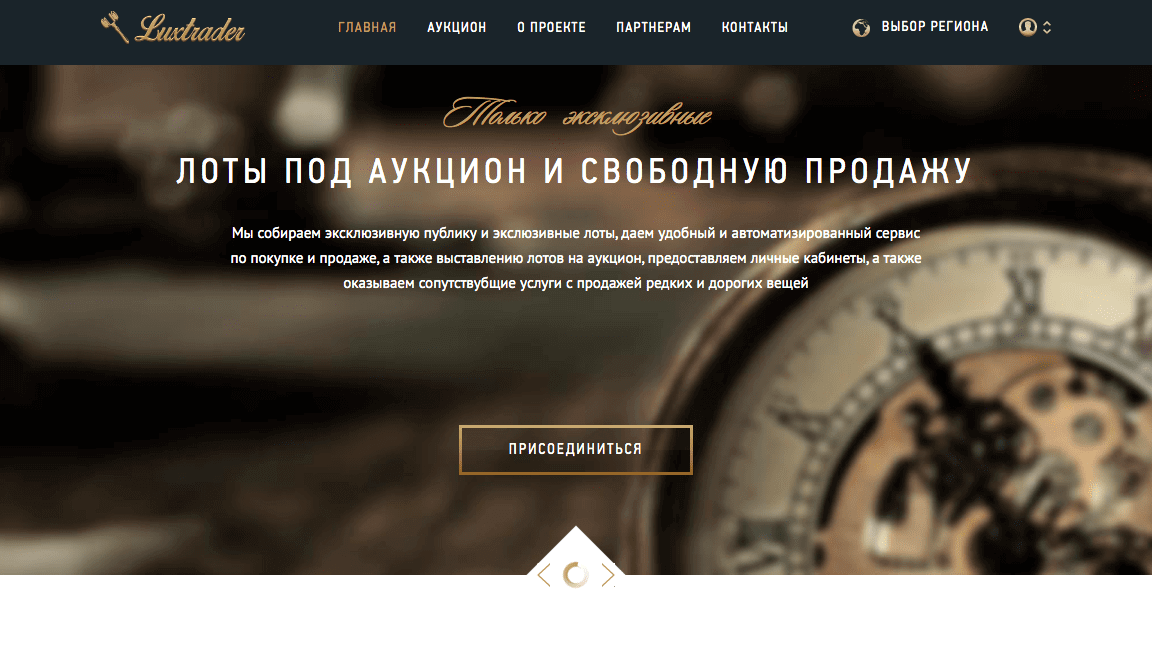 Luxtrader
ГЛАВНАЯ
АУКЦИОН
О ПРОЕКТЕ
ПАРТНЕРАМ
КОНТАКТЫ
ВЫБОР РЕГИОНА
Только эксклюзивные
ЛОТЫ ПОД АУКЦИОН И СВОБОДНУЮ ПРОДАЖУ
Мы собираем эксклюзивную публику и экслюзивные лоты, даем удобный и автоматизированный сервис
по покупке и продаже, а также выставлению лотов на аукцион, предоставляем личные кабинеты, а также
оказываем сопутствубщие услуги с продажей редких и дорогих вещей
ПРИСОЕДИНИТЬСЯ